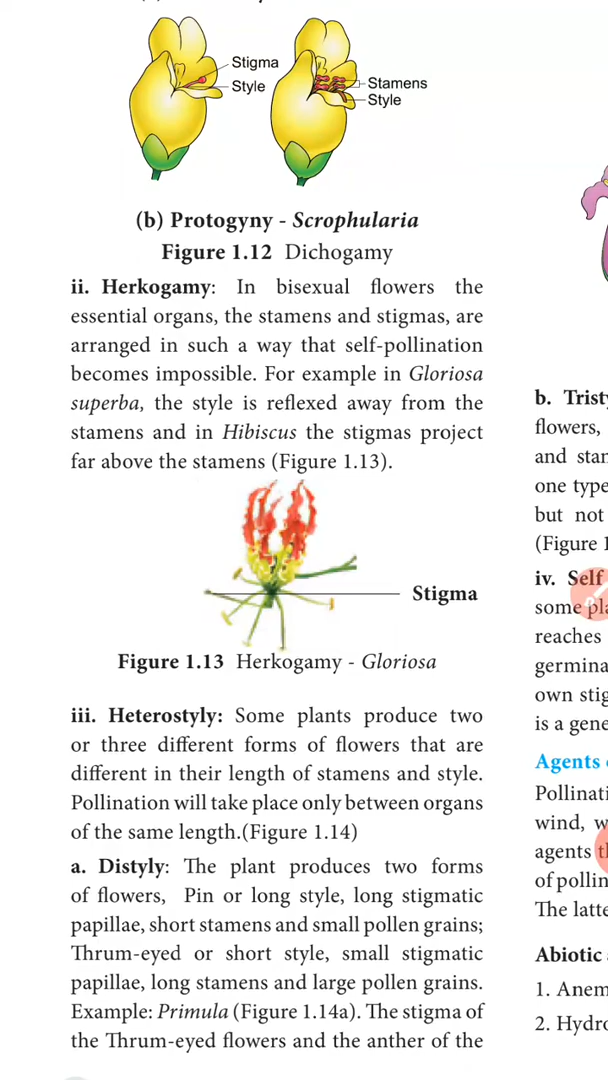 Stigma
Style
Stamens
Style
(b) Protogyny - Scrophularia
Figure 1.12 Dichogamy
ii. Herkogamy: In bisexual flowers the
essential organs, the stamens and stigmas, are
arranged in such a way that self-pollination
becomes impossible. For example in Gloriosa
superba, the style is reflexed away from the
stamens and in Hibiscus the stigmas project
far above the stamens (Figure 1.13).
Stigma
Figure 1.13 Herkogamy - Gloriosa
iii. Heterostyly: Some plants produce two
or three different forms of flowers that are
different in their length of stamens and style.
Pollination will take place only between organs
of the same length.(Figure 1.14)
a. Distyly: The plant produces two forms
of flowers, Pin or long style, long stigmatic
papillae, short stamens and small pollen grains;
Thrum-eyed or short style, small stigmatic
papillae, long stamens and large pollen grains.
Example: Primula (Figure 1.14a). The stigma of
the Thrum-eyed flowers and the anther of the
b. Tristy
flowers,
and stan
one type
but not
(Figure 1
iv. Self
some pla
reaches
germina
own stig
is a gene
Agents
Pollinati
wind, w
agents th
of pollin
The latte
Abiotic
1. Anem
2. Hydro